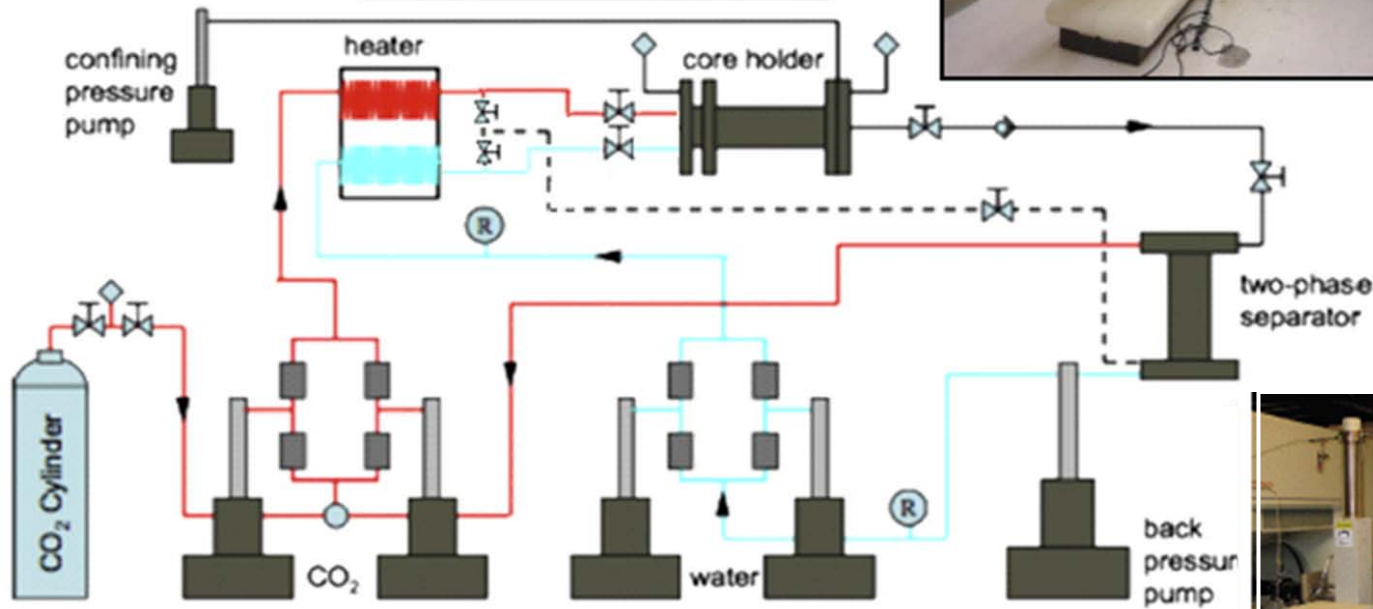 confining
pressure
pump
heater
core holder
R
two-phase
separator
CO₂ Cylinder
R
CO₂
water
back
pressur
pump